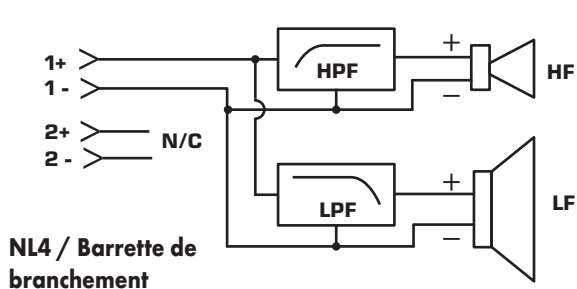 1+
1 -
2+
2 -
N/C
HPF
+
−
HF
LPF
+
−
LF
NL4 / Barrette de
branchement